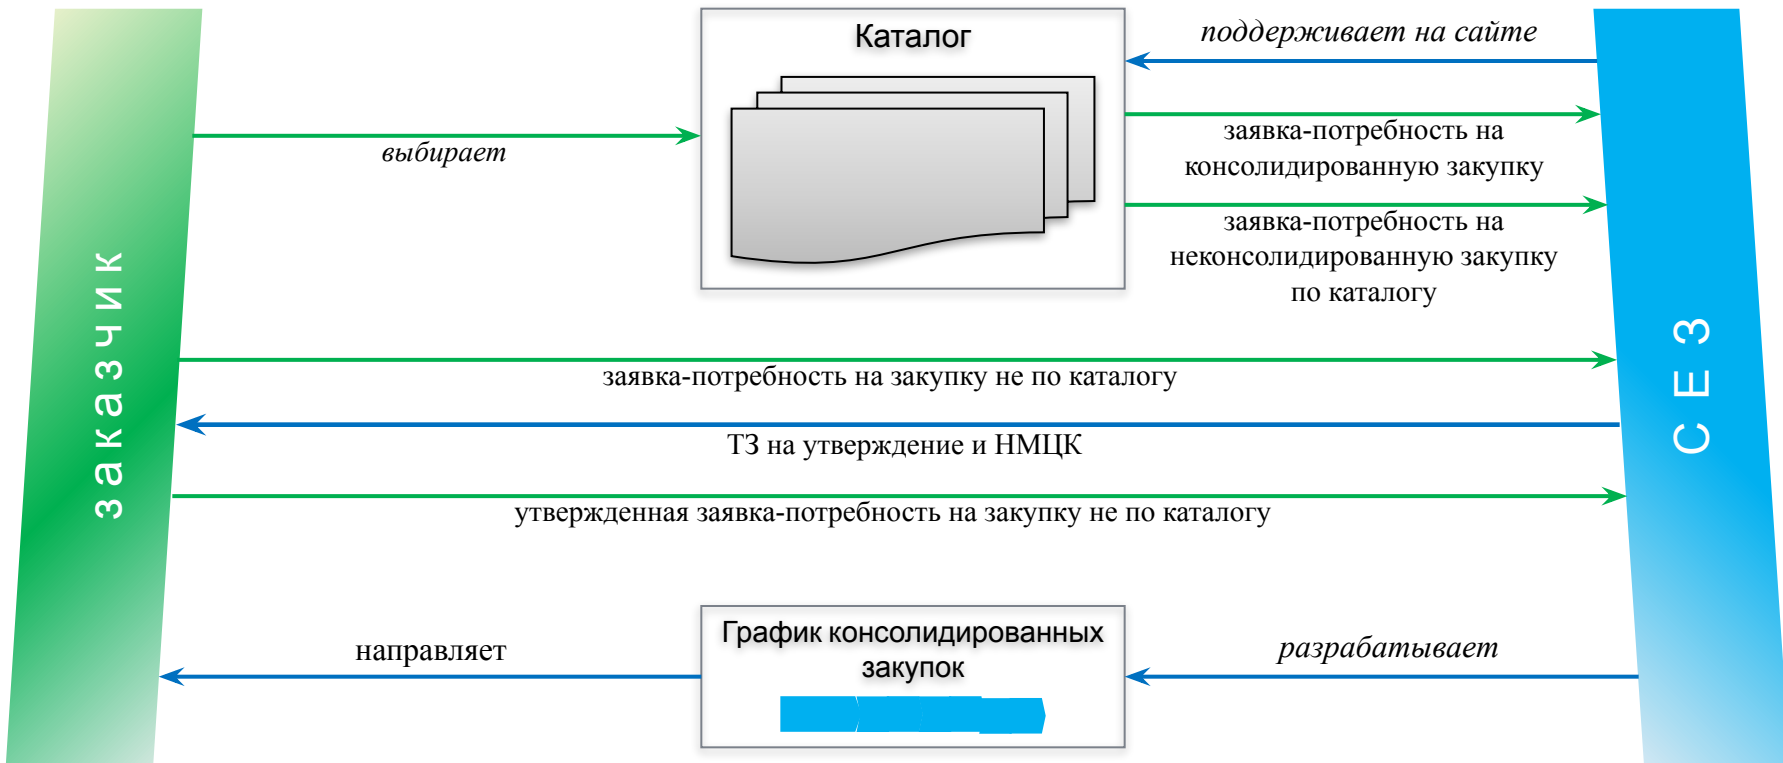 Каталог
поддерживает на сайте
выбирает
заявка-потребность на
консолидированную закупку
заявка-потребность на
неконсолидированную закупку
по каталогу
заказчик
СЕЗ
заявка-потребность на закупку не по каталогу
ТЗ на утверждение и НМЦК
утвержденная заявка-потребность на закупку не по каталогу
График консолидированных
закупок
направляет
разрабатывает